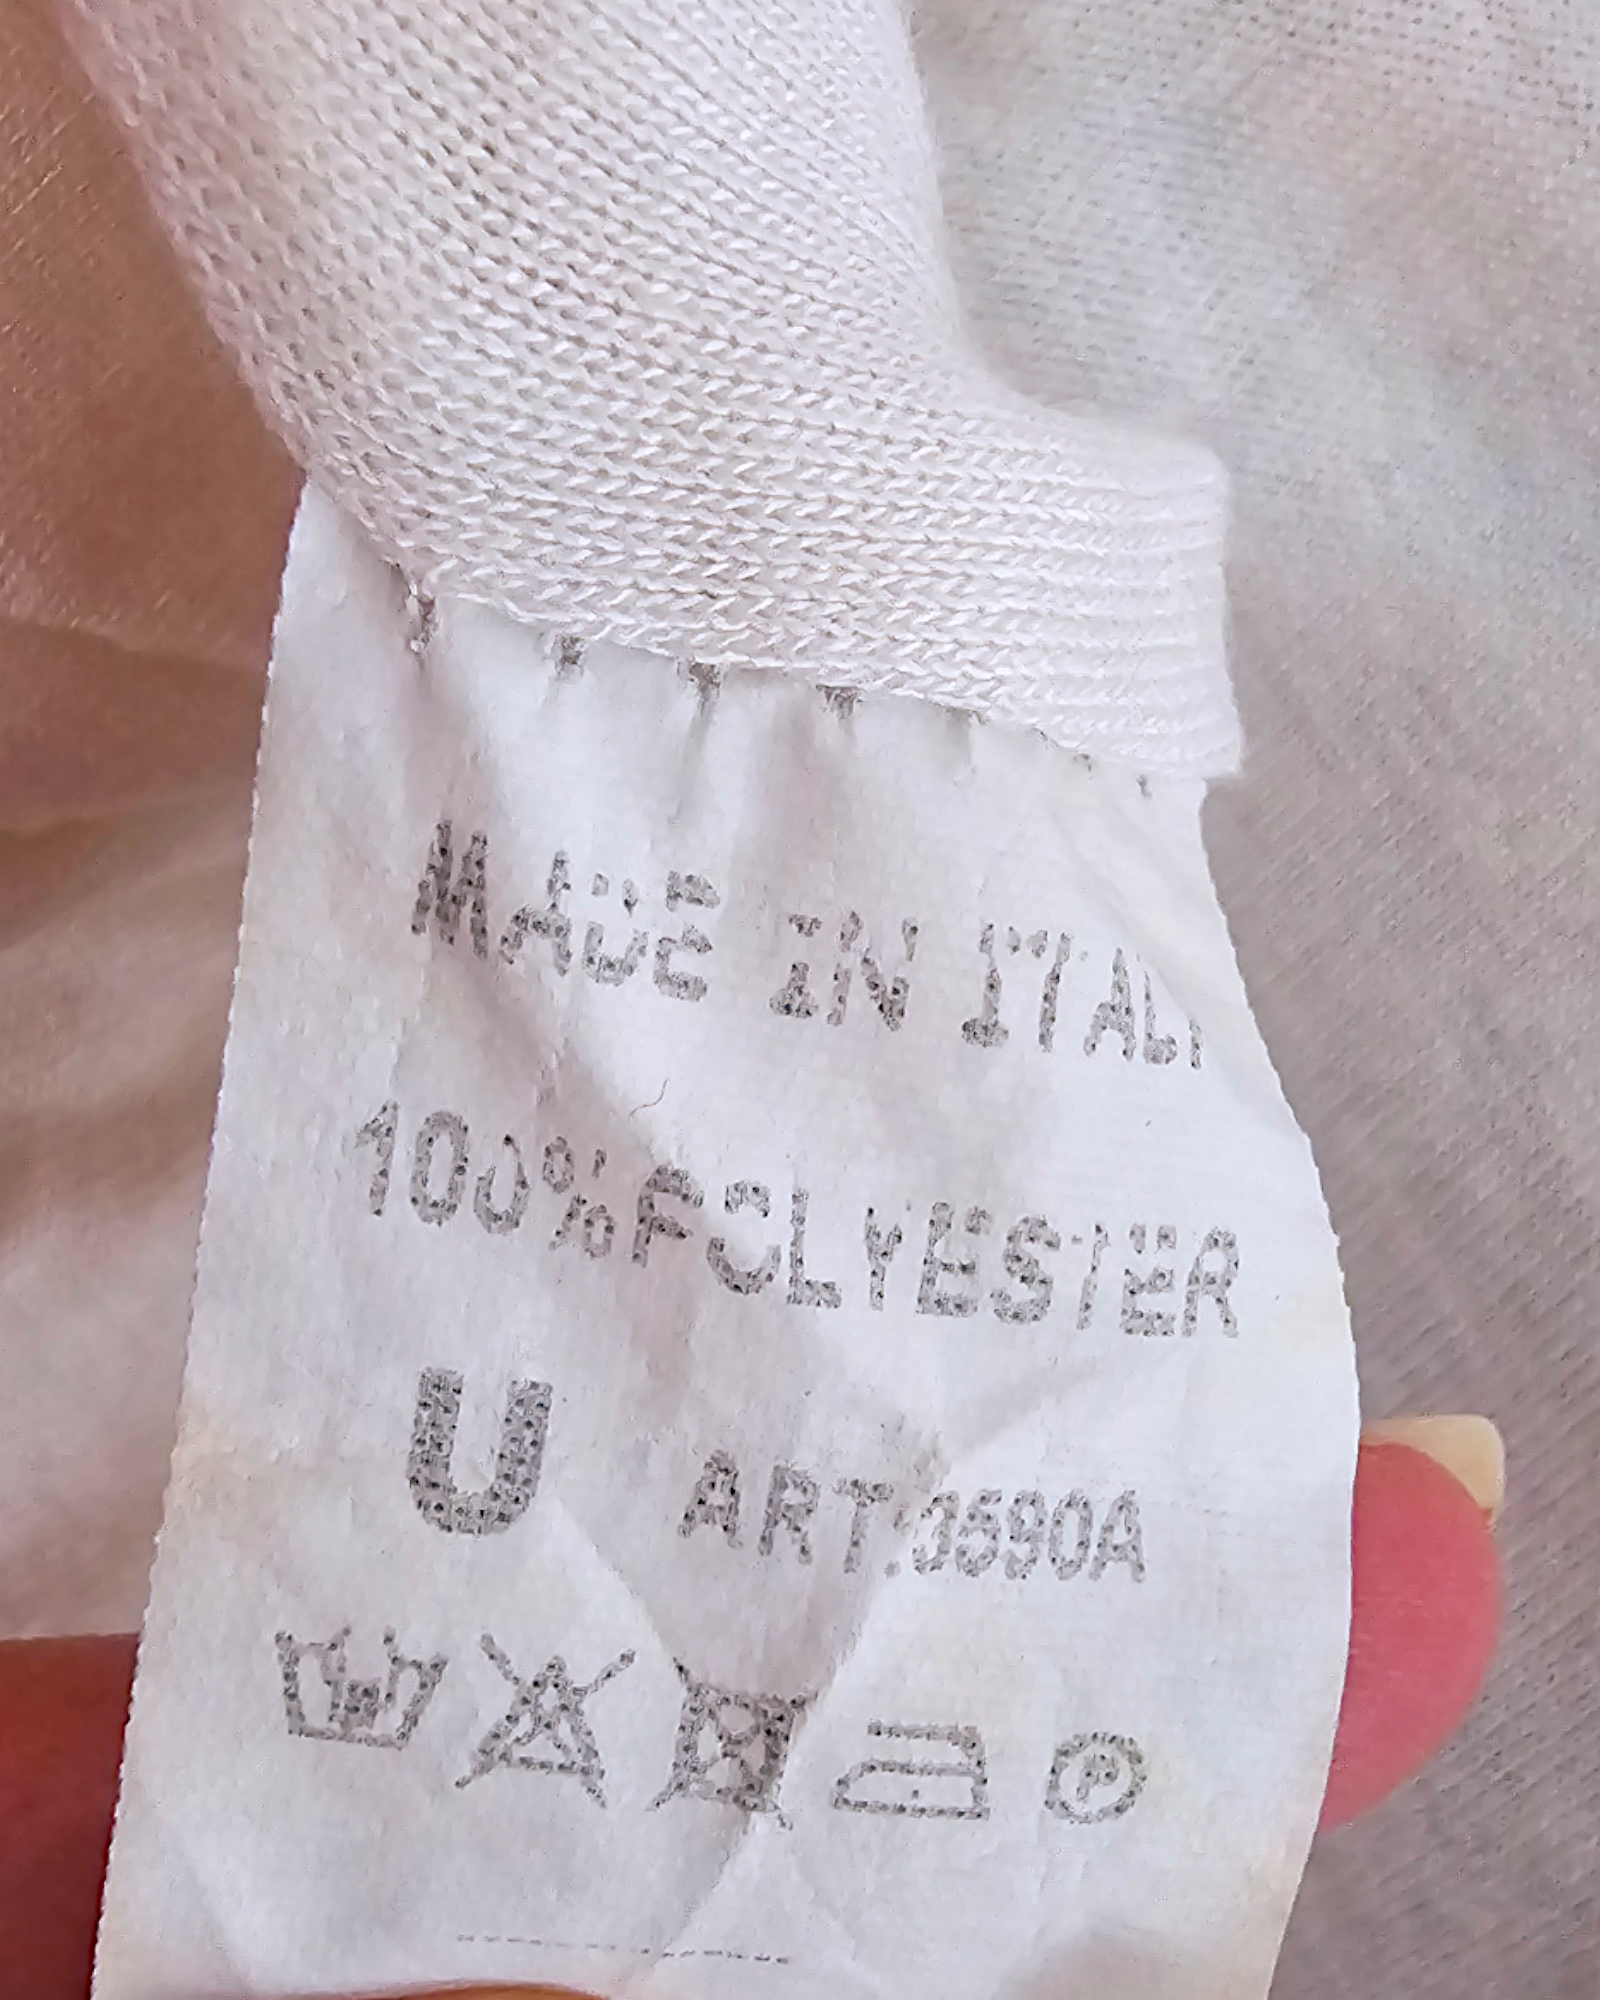 MADE IN ITALY
100%POLYESTER
U ART.0590A
P